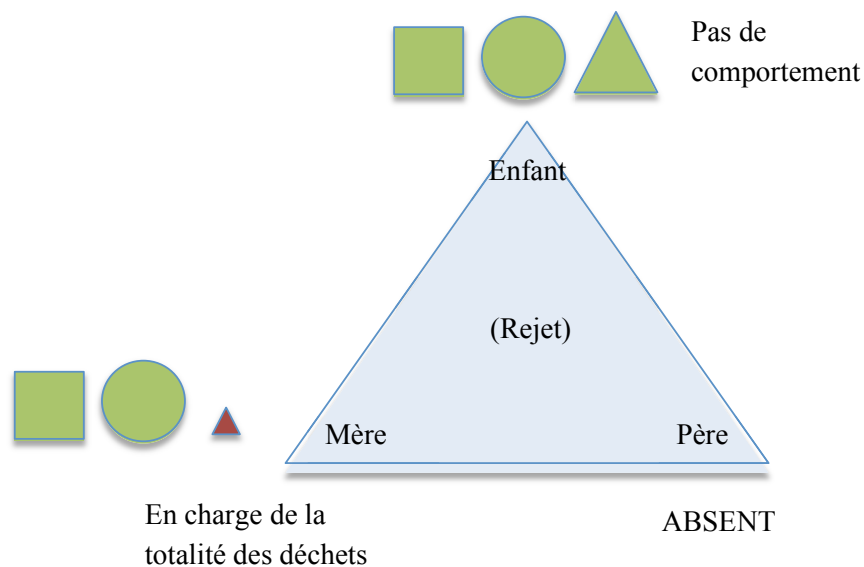 Pas de
comportement
Enfant
(Rejet)
Mère
Père
En charge de la
totalité des déchets
ABSENT